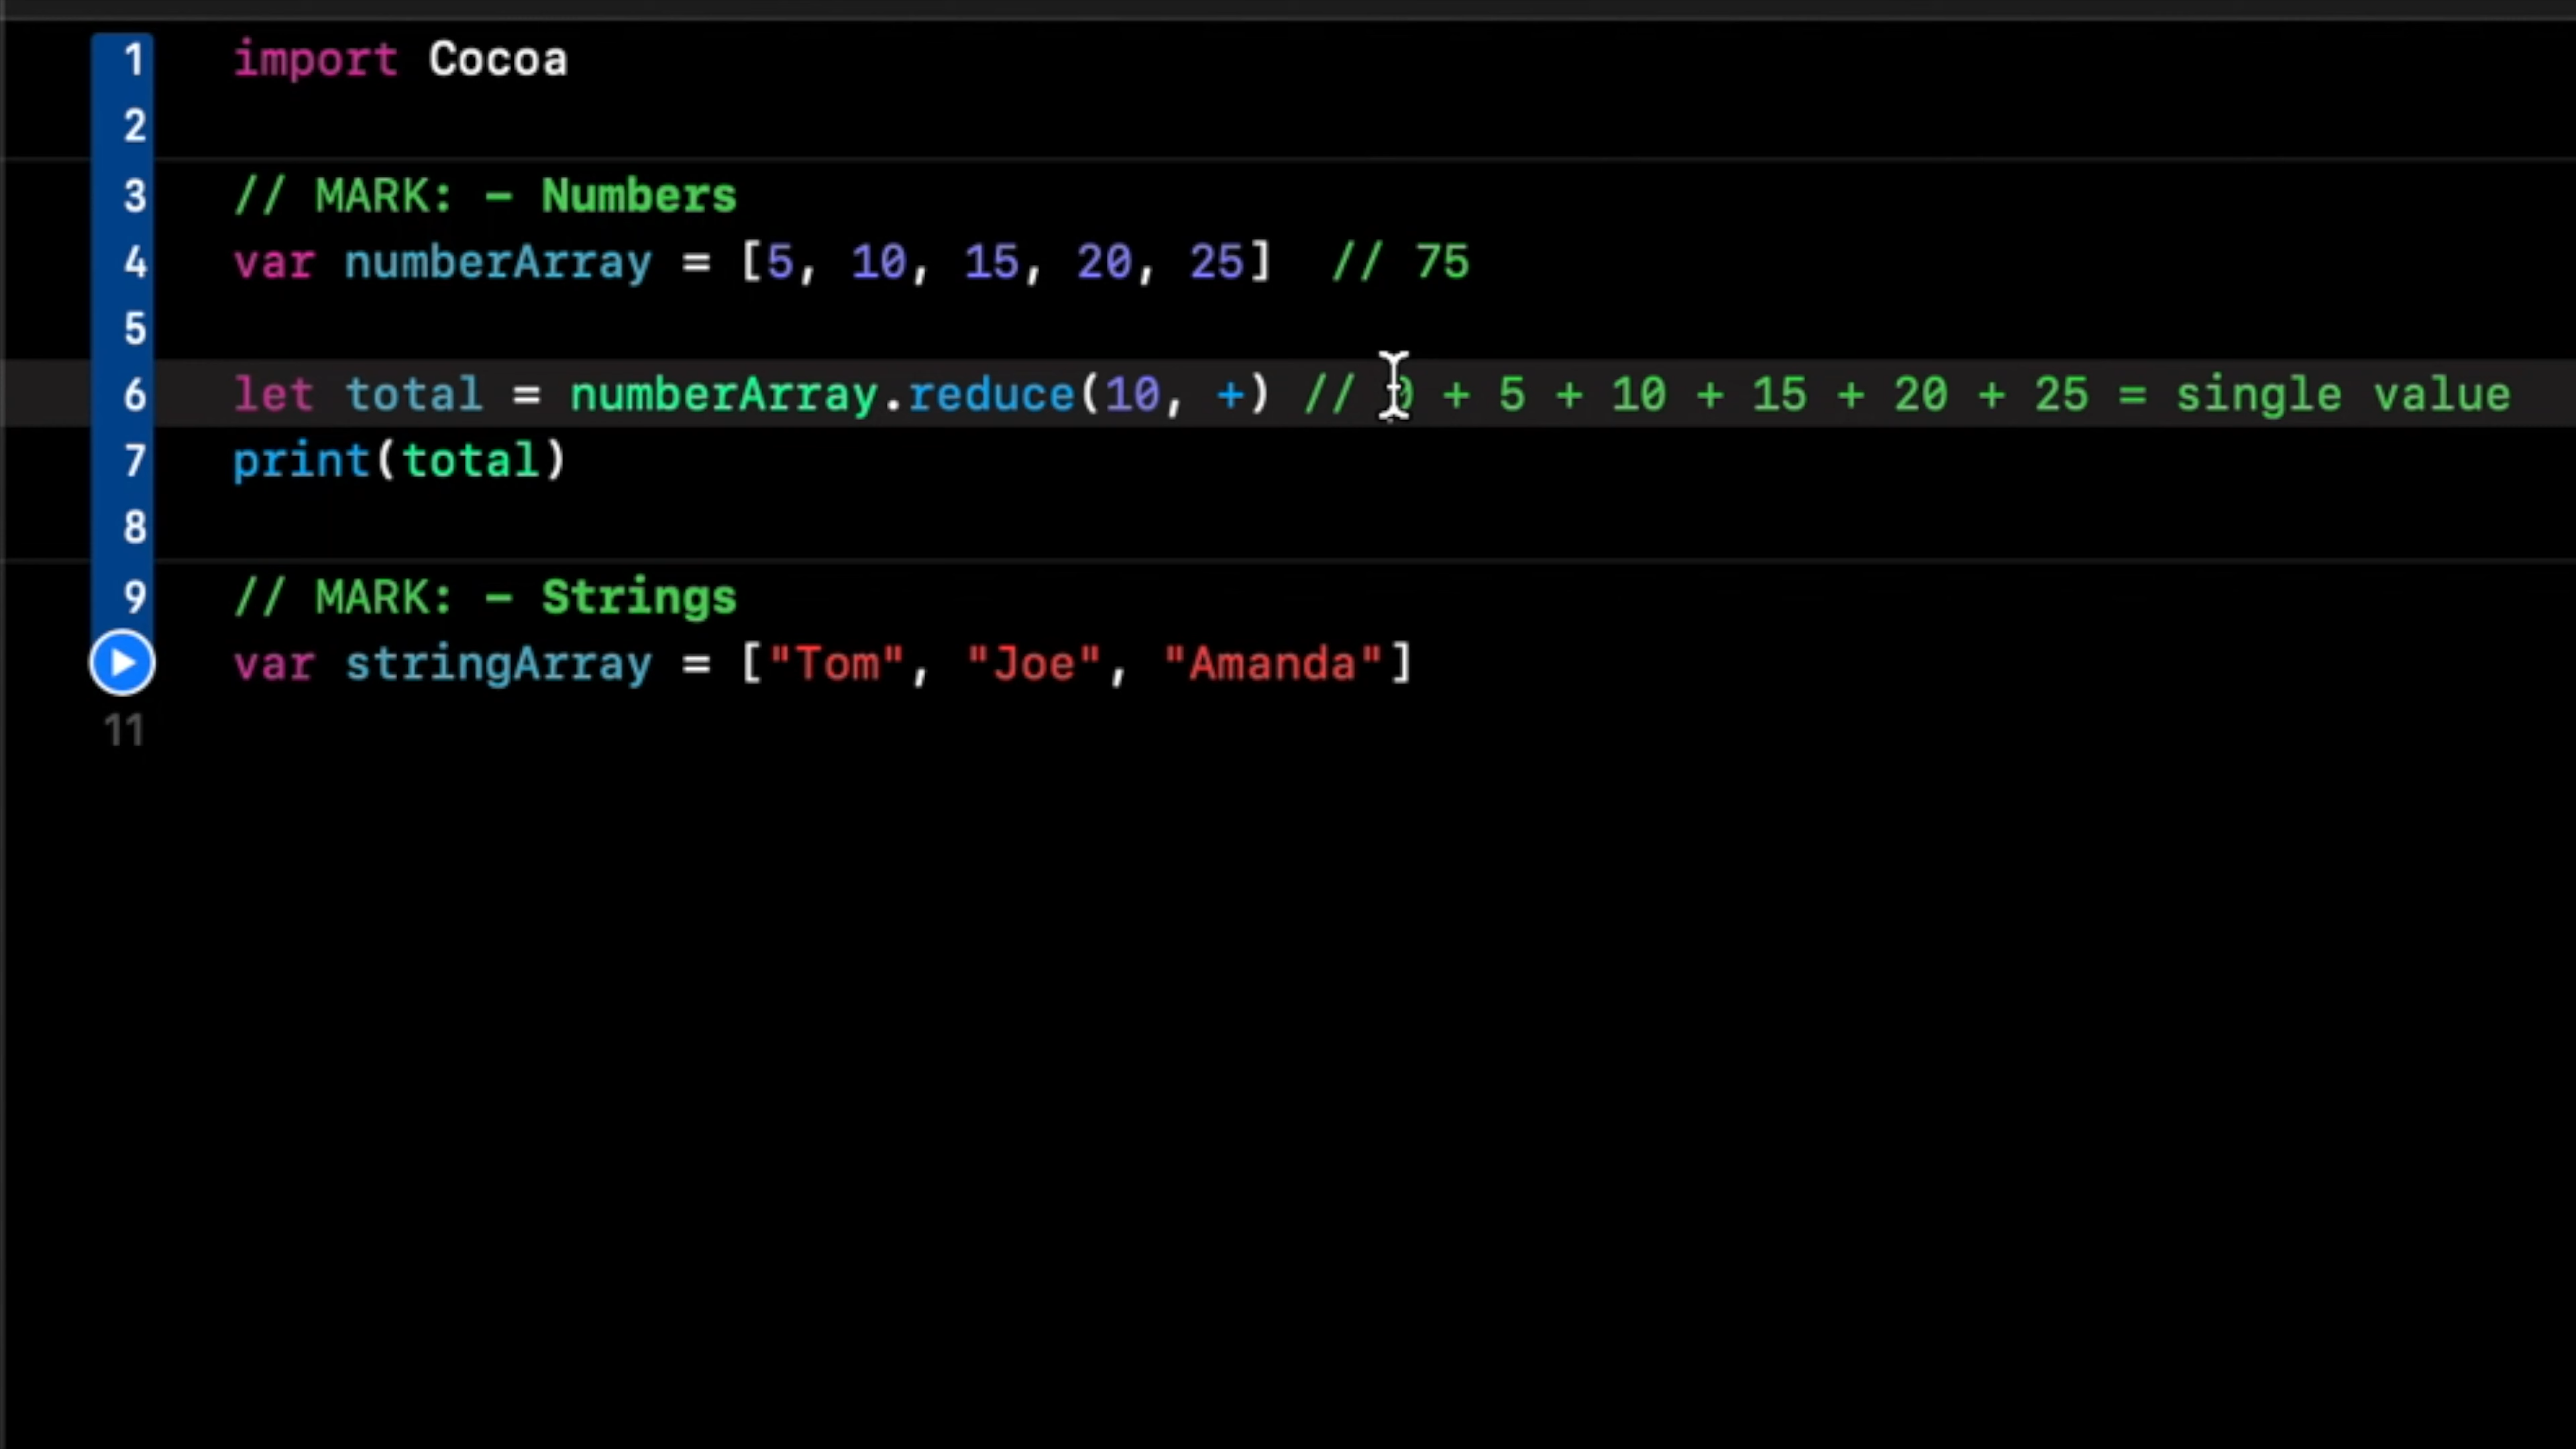 1 import Cocoa
2
3 // MARK: - Numbers
4 var numberArray = [5, 10, 15, 20, 25]  // 75
5
6 let total = numberArray.reduce(10, +) // 0 + 5 + 10 + 15 + 20 + 25 = single value
7 print(total)
8
9 // MARK: - Strings
var stringArray = ["Tom", "Joe", "Amanda"]
11